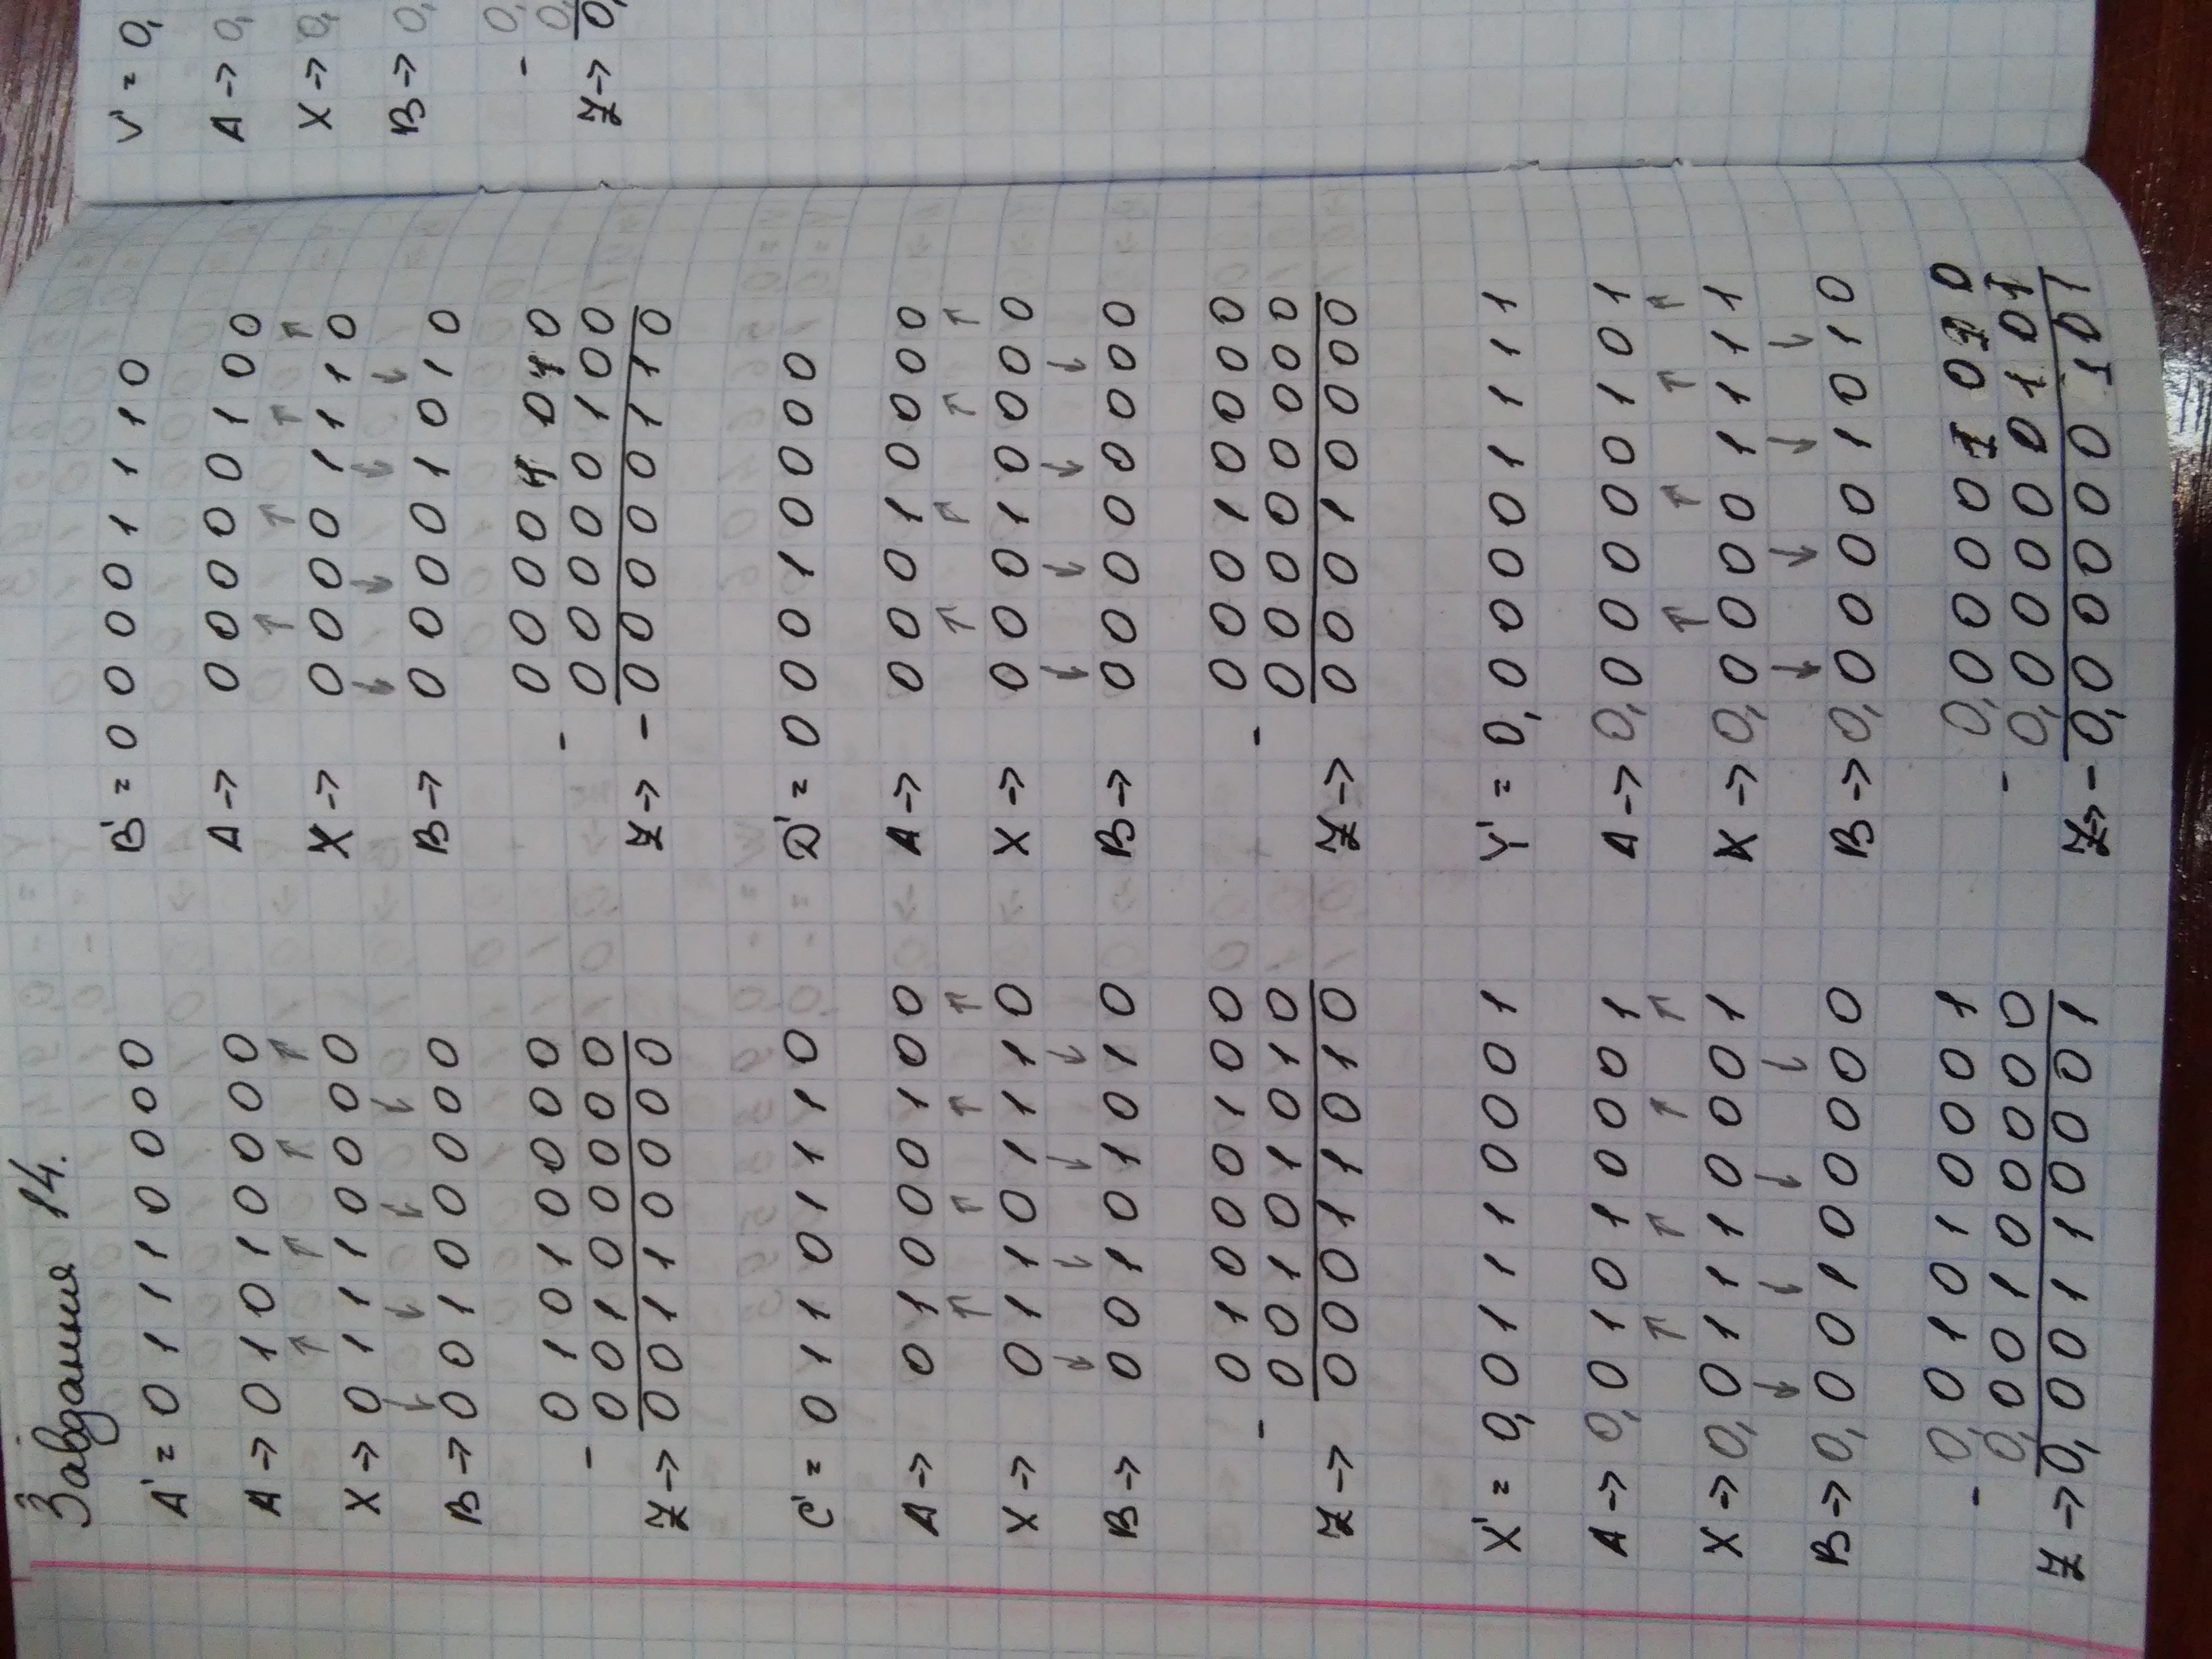 Завдання 14.
A' = 0 1 1 1 0 0 0 0
A → 0 1 0 1 0 0 0 0
X → 0 1 1 1 0 0 0 0
B → 0 0 1 0 0 0 0 0
- 0 1 0 1 0 0 0 0
0 0 1 0 0 0 0 0
Z → 0 0 1 1 0 0 0 0
B' = 0 0 0 0 1 1 1 0
A → 0 0 0 0 0 1 0 0
X → 0 0 0 0 1 1 1 0
B → 0 0 0 0 1 0 1 0
- 0 0 0 0 1 0 1 0
0 0 0 0 0 1 0 0
Z → - 0 0 0 0 0 1 1 0
C' = 0 1 1 0 1 1 1 0
A → 0 1 0 0 0 1 0 0
X → 0 1 1 0 1 1 1 0
B → 0 0 1 0 1 0 1 0
- 0 1 0 0 0 1 0 0
0 0 1 0 1 0 1 0
Z → 0 0 0 1 1 0 1 0
D' = 0 0 0 1 0 0 0 0
A → 0 0 0 1 0 0 0 0
X → 0 0 0 1 0 0 0 0
B → 0 0 0 0 0 0 0 0
- 0 0 0 1 0 0 0 0
0 0 0 0 0 0 0 0
Z → 0 0 0 1 0 0 0 0
X' = 0, 0 1 1 1 0 0 0 1
A → 0, 0 1 0 1 0 0 0 1
X → 0, 0 1 1 1 0 0 0 1
B → 0, 0 0 1 0 0 0 0 0
- 0, 0 1 0 1 0 0 0 1
0, 0 0 1 0 0 0 0 0
Z → 0, 0 0 1 1 0 0 0 1
Y' = 0, 0 0 0 0 1 1 1 1
A → 0, 0 0 0 0 0 1 0 1
X → 0, 0 0 0 0 1 1 1 1
B → 0, 0 0 0 0 1 0 1 0
- 0, 0 0 0 0 1 0 1 0
0, 0 0 0 0 0 1 0 1
Z → - 0, 0 0 0 0 0 1 0 1
V' = 0,
A → 0,
X → 0,
B → 0,
- 0,
0,
Z → 0,